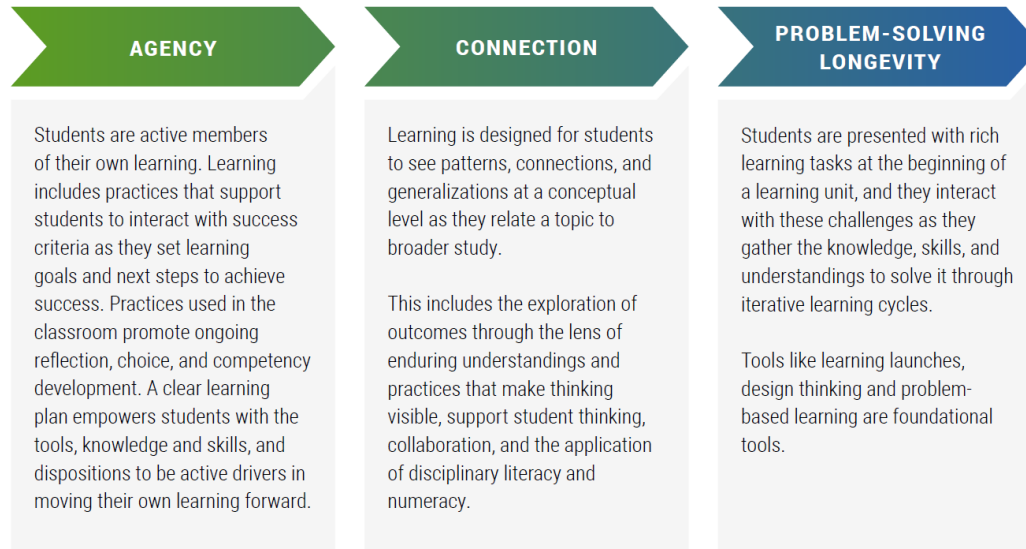 AGENCY
Students are active members
of their own learning. Learning
includes practices that support
students to interact with success
criteria as they set learning
goals and next steps to achieve
success. Practices used in the
classroom promote ongoing
reflection, choice, and competency
development. A clear learning
plan empowers students with the
tools, knowledge and skills, and
dispositions to be active drivers in
moving their own learning forward.
CONNECTION
Learning is designed for students
to see patterns, connections, and
generalizations at a conceptual
level as they relate a topic to
broader study.
This includes the exploration of
outcomes through the lens of
enduring understandings and
practices that make thinking
visible, support student thinking,
collaboration, and the application
of disciplinary literacy and
numeracy.
PROBLEM-SOLVING
LONGEVITY
Students are presented with rich
learning tasks at the beginning of
a learning unit, and they interact
with these challenges as they
gather the knowledge, skills, and
understandings to solve it through
iterative learning cycles.
Tools like learning launches,
design thinking and problem-
based learning are foundational
tools.